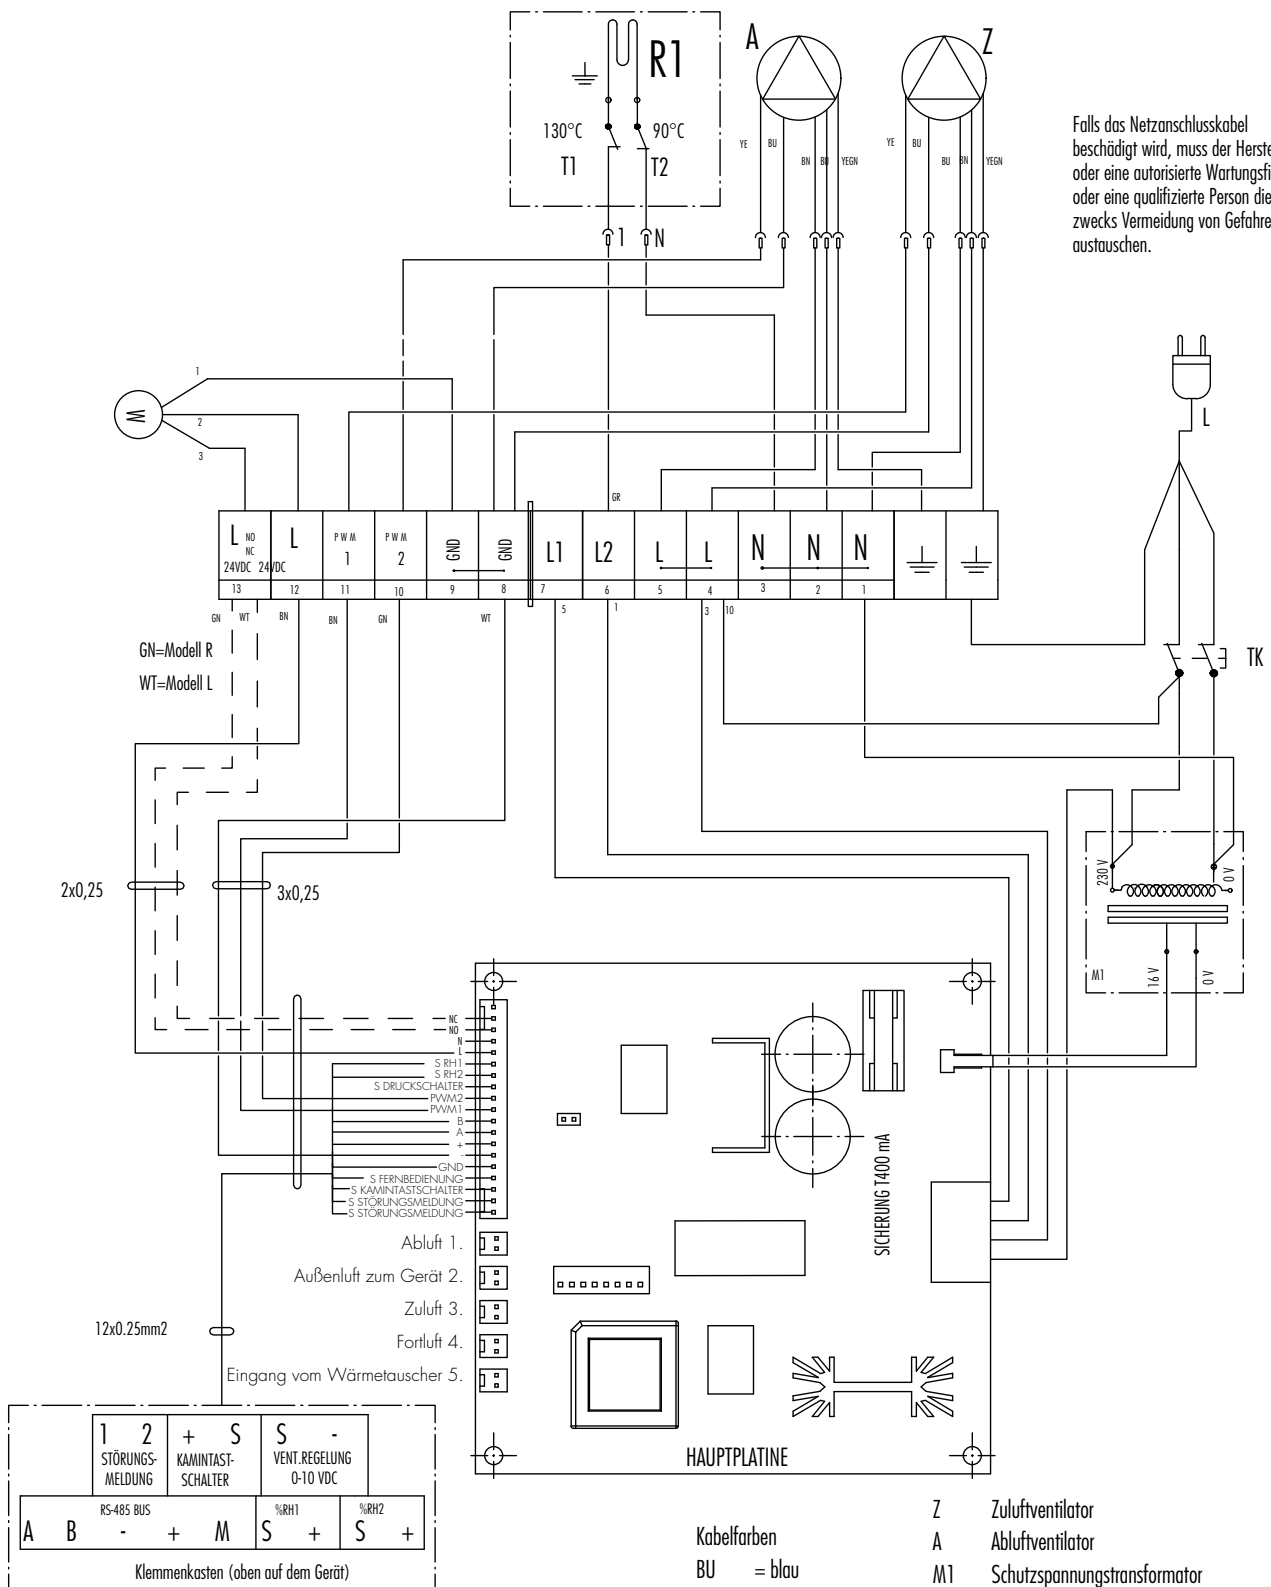 R1
A
Z
130°C
90°C
T1
T2
1
N
YE
BU
BN
BU
YEGN
YE
BU
BU
BN
YEGN
Falls das Netzanschlusskabel
beschädigt wird, muss der
oder eine autorisierte
oder eine qualifizierte Person
zwecks Vermeidung von
austauschen.
L
1
2
3
GR
L NO
NC
24VDC 24VDC
L
PWM
1
PWM
2
GND
GND
L1
L2
L
L
N
N
N
13
12
11
10
9
8
7
6
5
4
3
2
1
GN
WT
BN
BN
GN
WT
5
1
3
10
GN=Modell R
WT=Modell L
TK
2x0,25
3x0,25
230 V
0 V
M1
16 V
0 V
NC
NO
N
L
S RH1
S RH2
S DRUCKSCHALTER
PWM2
PWM1
B
A
+
-
GND
S FERNBEDIENUNG
S KAMINTASTSCHALTER
S STÖRUNGSMELDUNG
S STÖRUNGSMELDUNG
SICHERUNG T400 mA
Abluft 1.
Außenluft zum Gerät 2.
Zuluft 3.
Fortluft 4.
Eingang vom Wärmetauscher 5.
12x0.25mm2
HAUPTPLATINE
1 2 + S S -
STÖRUNGS-
MELDUNG
KAMINTAST-
SCHALTER
VENT.REGELUNG
0-10 VDC
RS-485 BUS
%RH1
%RH2
A B - + M S + S +
Klemmenkasten (oben auf dem Gerät)
Kabelfarben
BU = blau
Z Zuluftventilator
A Abluftventilator
M1 Schutzspannungstransformator